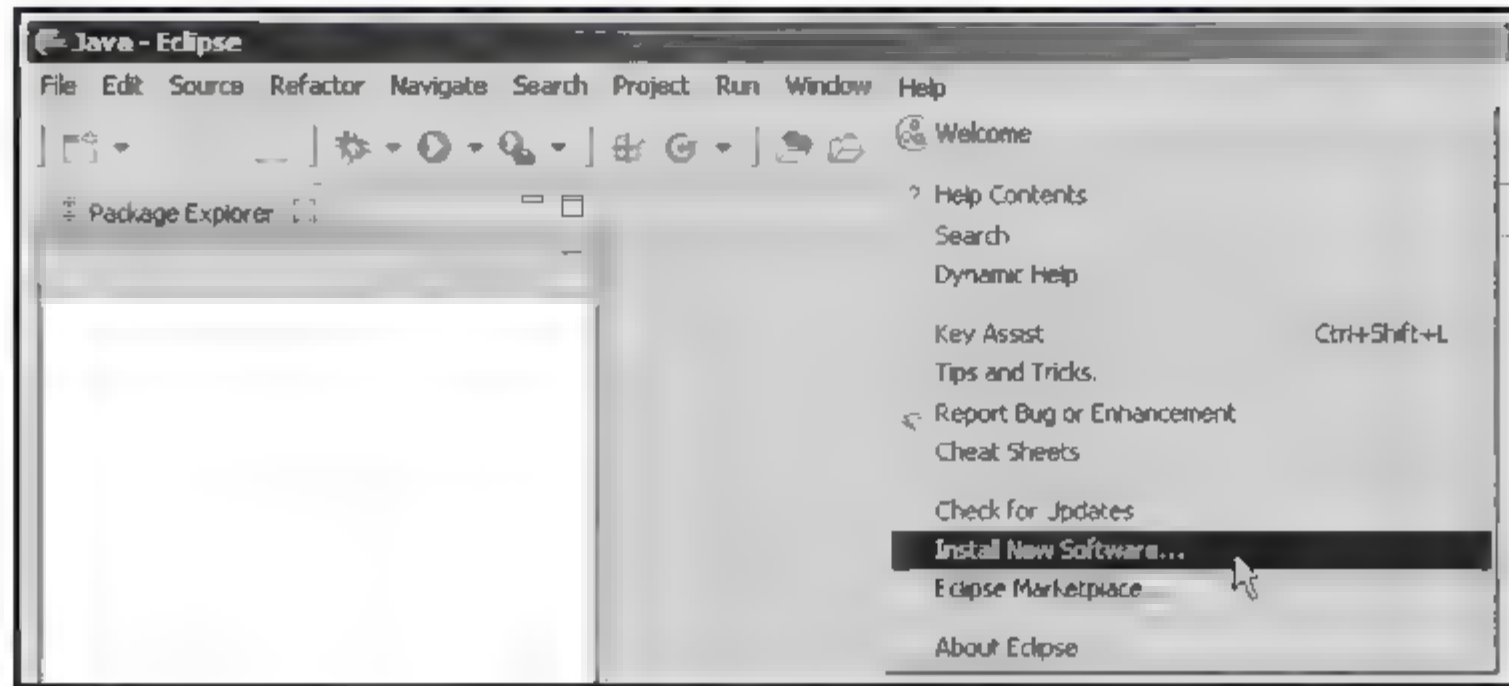 Java - Eclipse
File Edit Source Refactor Navigate Search Project Run Window Help
Package Explorer
Welcome
Help Contents
Search
Dynamic Help
Key Assist Ctrl+Shift+L
Tips and Tricks.
Report Bug or Enhancement
Cheat Sheets
Check for Updates
Install New Software...
Eclipse Marketplace
About Eclipse